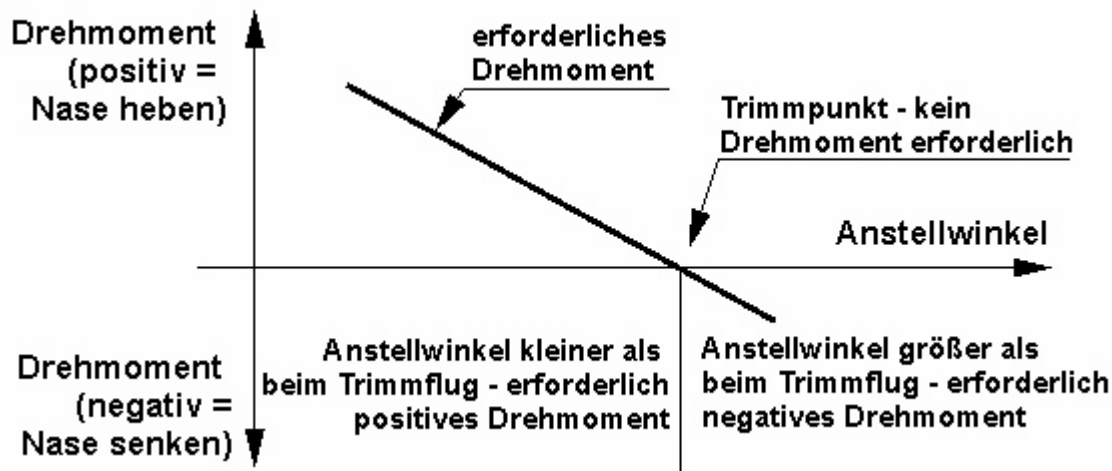 Drehmoment
(positiv =
Nase heben)
erforderliches
Drehmoment
Trimmpunkt - kein
Drehmoment erforderlich
Anstellwinkel
Drehmoment
(negativ =
Nase senken)
Anstellwinkel kleiner als
beim Trimmflug - erforderlich
positives Drehmoment
Anstellwinkel größer als
beim Trimmflug - erforderlich
negatives Drehmoment